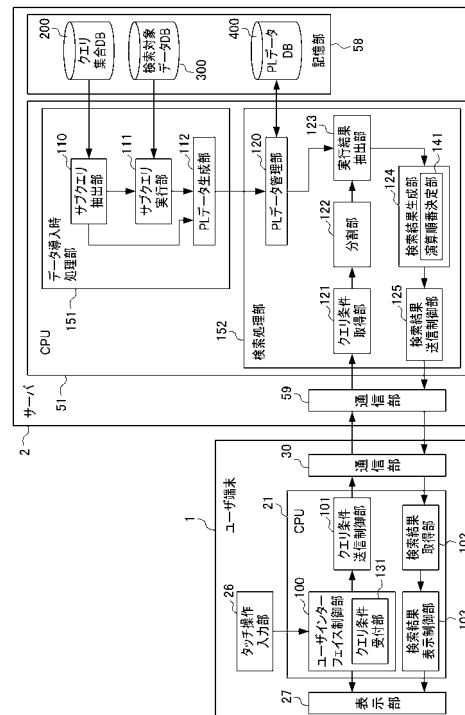 2
サーバ
51
CPU
151
データ導入時
処理部
110
サブクエリ
抽出部
111
サブクエリ
実行部
112
PLデータ生成部
200
クエリ
集合DB
300
検索対象
データDB
400
PLデータ
DB
記憶部
58
152
検索処理部
120
PLデータ管理部
121
クエリ条件
取得部
122
分割部
123
実行結果
抽出部
124
検索結果生成部
141
演算順番決定部
125
検索結果
送信制御部
59
通信部
30
通信部
1
ユーザ端末
26
タッチ操作
入力部
21
CPU
100
ユーザインター
フェイス制御部
131
クエリ条件
受付部
101
クエリ条件
送信制御部
102
検索結果
取得部
103
検索結果
表示制御部
27
表示部